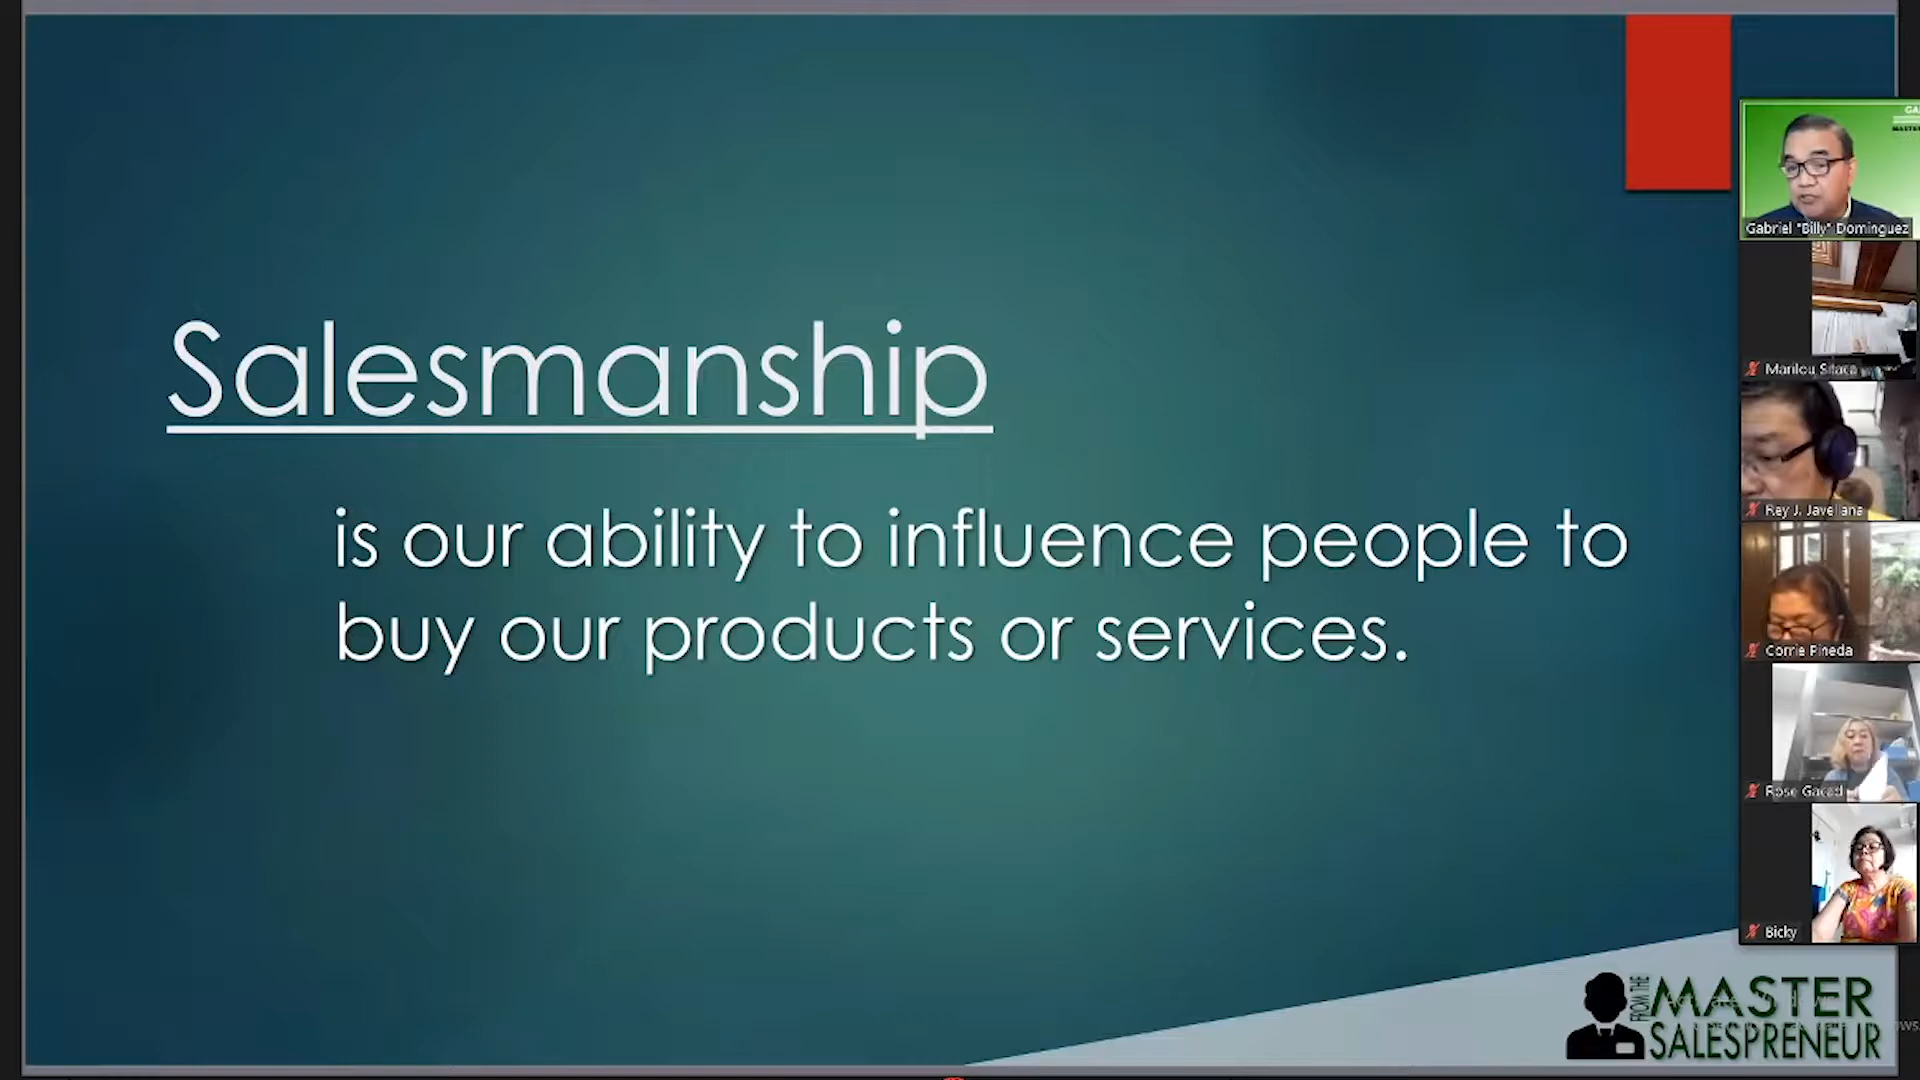 Salesmanship
is our ability to influence people to
buy our products or services.
Gabriel "Billy" Dominguez
Marilou Sitaca
Rey J. Javellana
Corrie Pineda
Rose Gacad
Bicky
FROM THE
MASTER
SALESPRENEUR